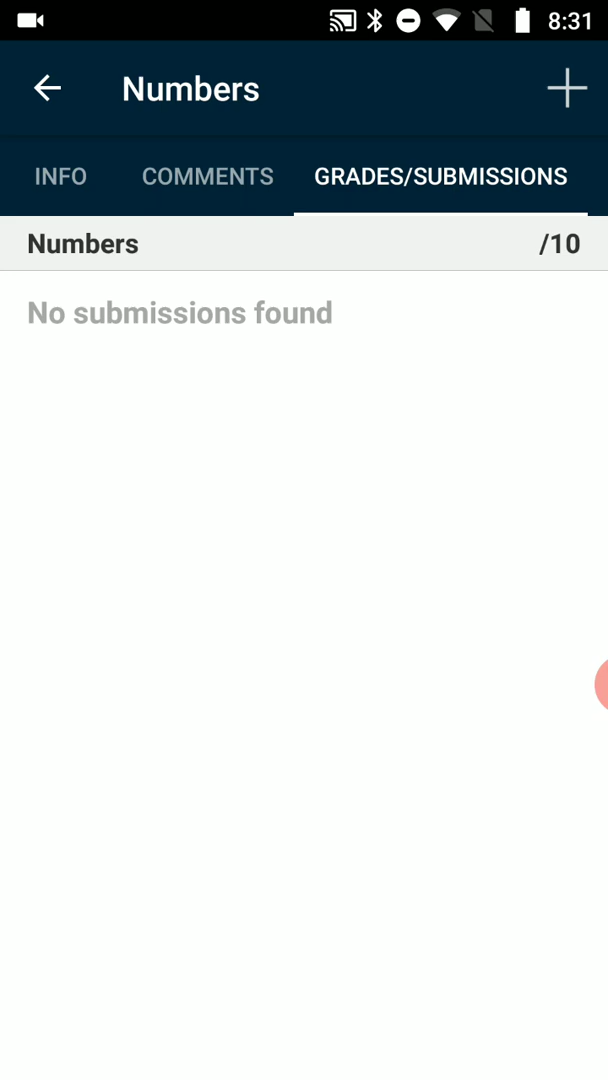 8:31
Numbers
INFO COMMENTS GRADES/SUBMISSIONS
Numbers /10
No submissions found